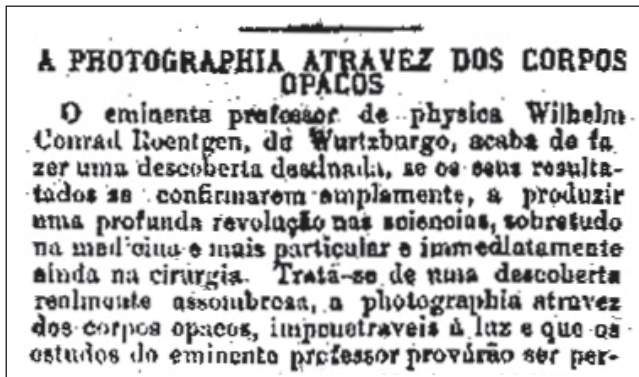 A PHOTOGRAPHIA ATRAVEZ DOS CORPOS
OPACOS
O eminente professor de physica Wilhelm
Conrad Roentgen, de Wurtzburgo, acaba de fa
zer uma descoberta destinada, se os seus resulta-
tados se confirmarem amplamente, a produzir
uma profunda revolução nas sciencias, sobretudo
na medicina e mais particular e immediatamente
ainda na cirurgia. Trata-se de uma descoberta
realmente assombrosa, a photographia atravez
dos corpos opacos, impenetraveis á luz e que os
estudos do eminente professor provárão ser per-